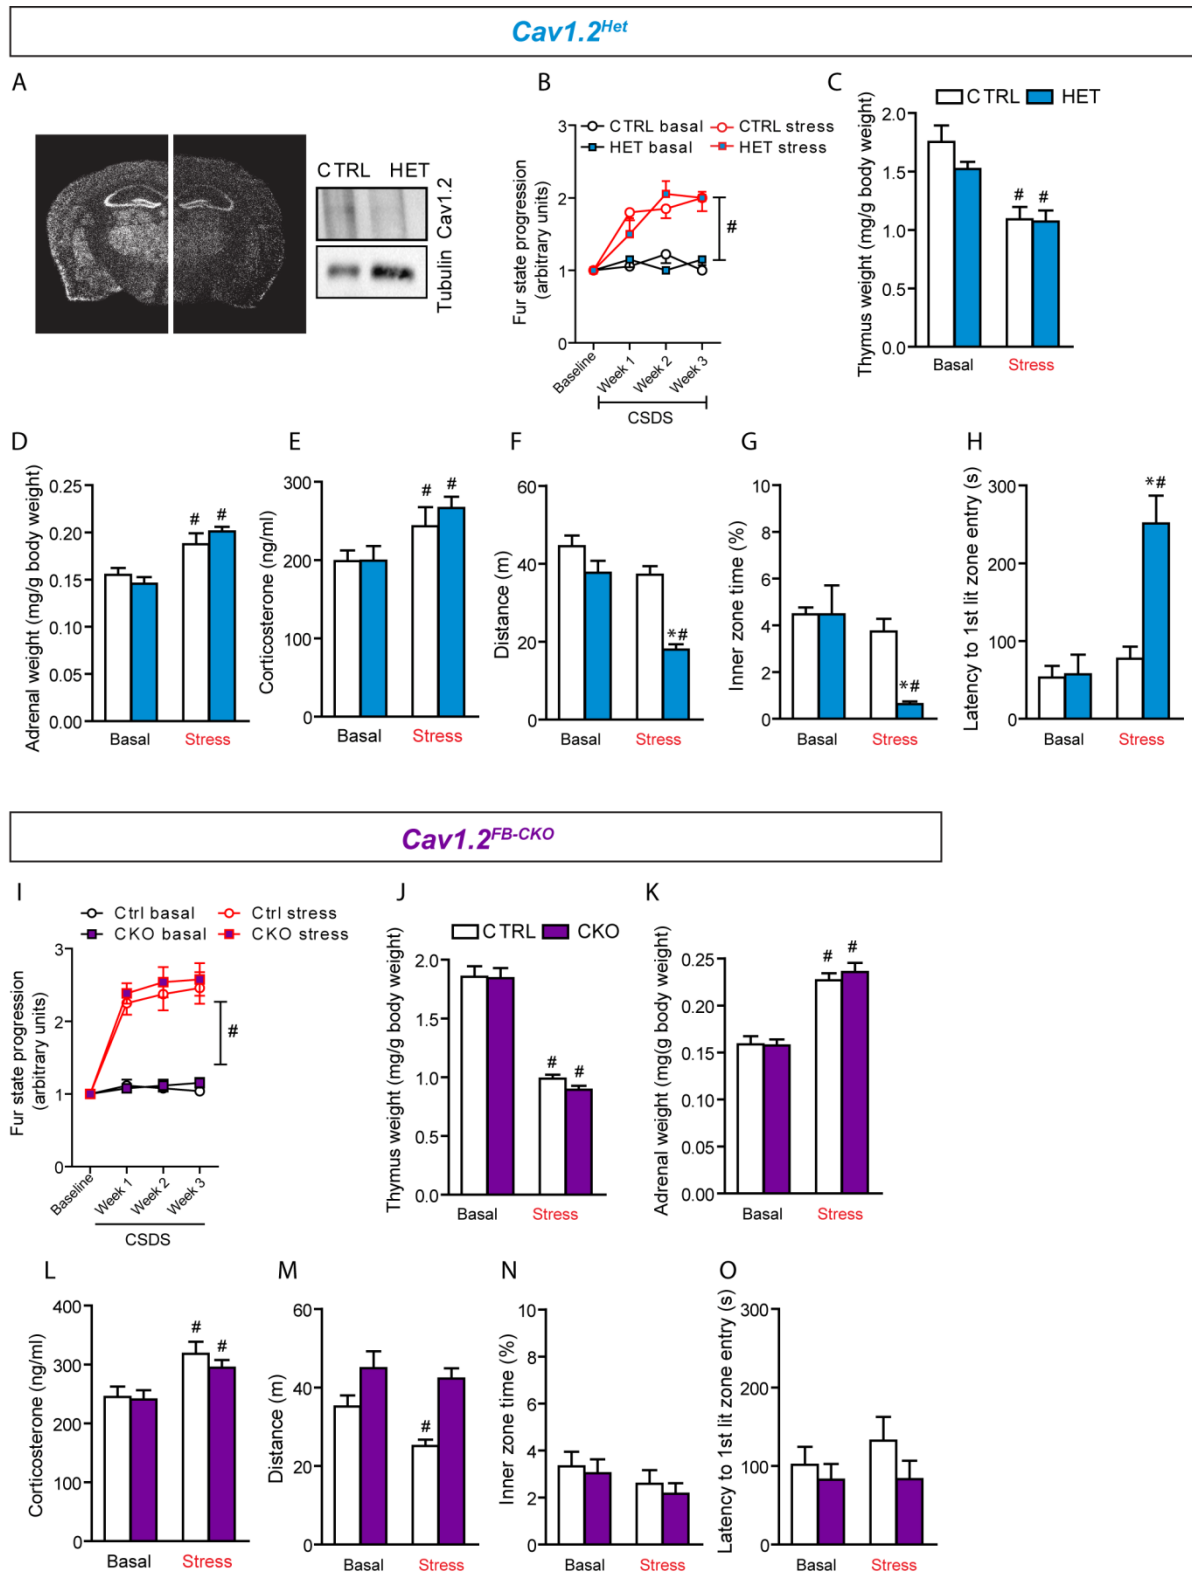 Cav1.2Het
A
CTRL HET
Cav1.2
Tubulin
B
CTRL basal CTRL stress
HET basal HET stress
Fur state progression
(arbitrary units)
3
2
1
0
#
Baseline
Week 1
Week 2
Week 3
CSDS
C
CTRL HET
Thymus weight (mg/g body weight)
2.0
1.5
1.0
0.5
0.0
# #
Basal Stress
D
Adrenal weight (mg/g body weight)
0.25
0.20
0.15
0.10
0.05
0.00
# #
Basal Stress
E
Corticosterone (ng/ml)
300
200
100
0
# #
Basal Stress
F
Distance (m)
60
40
20
0
*#
Basal Stress
G
Inner zone time (%)
10
8
6
4
2
0
*#
Basal Stress
H
Latency to 1st lit zone entry (s)
300
200
100
0
*#
Basal Stress
Cav1.2FB-CKO
I
Ctrl basal Ctrl stress
CKO basal CKO stress
Fur state progression
(arbitrary units)
3
2
1
0
#
Baseline
Week 1
Week 2
Week 3
CSDS
J
CTRL CKO
Thymus weight (mg/g body weight)
2.0
1.5
1.0
0.5
0.0
# #
Basal Stress
K
Adrenal weight (mg(g body weight)
0.25
0.20
0.15
0.10
0.05
0.00
# #
Basal Stress
L
Corticosterone (ng/ml)
400
300
200
100
0
# #
Basal Stress
M
Distance (m)
60
40
20
0
#
Basal Stress
N
Inner zone time (%)
10
8
6
4
2
0
Basal Stress
O
Latency to 1st lit zone entry (s)
300
200
100
0
Basal Stress